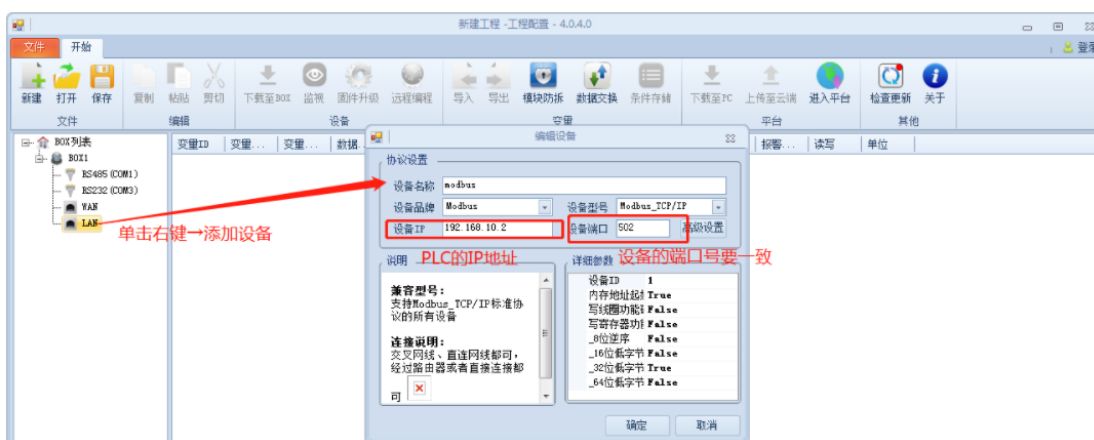 新建工程 -工程配置 - 4.0.4.0
文件 开始 登录
新建 打开 保存 复制 粘贴 剪切 下载至BOX 监视 固件升级 远程编程 导入 导出 模块防拆 数据交换 条件存储 下载至PC 上传至云端 进入平台 检查更新 关于
文件 编辑 设备 变量 平台 其他
BOX列表
BOX1
RS485(COM1)
RS232(COM3)
WAN
LAN
变量ID 变量... 变量... 数据 报警... 读写 单位
单击右键→添加设备
编辑设备
协议设置
设备名称 modbus
设备品牌 Modbus 设备型号 Modbus_TCP/IP
设备IP 192.168.10.2 设备端口 502 高级设置
PLC的IP地址 设备的端口号要一致
说明
兼容型号:
支持Modbus_TCP/IP标准协
议的所有设备
连接说明:
交叉网线、直连网线都可,
经过路由器或者直接连接都
可
详细参数
设备ID 1
内存地址起 True
写线圈功能 False
写寄存器功 False
_8位逆序 False
_16位低字节 False
_32位低字节 True
_64位低字节 False
确定 取消